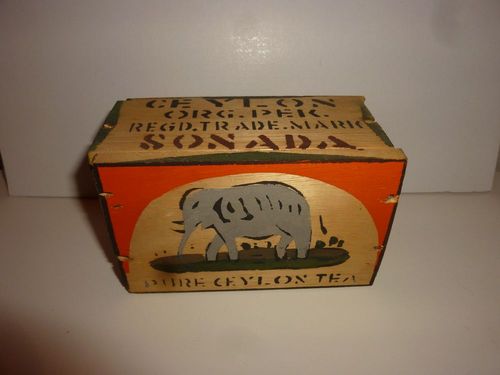 CEYLON
ORG. PEK.
REGD. TRADE. MARK
SONADA
PURE CEYLON TEA